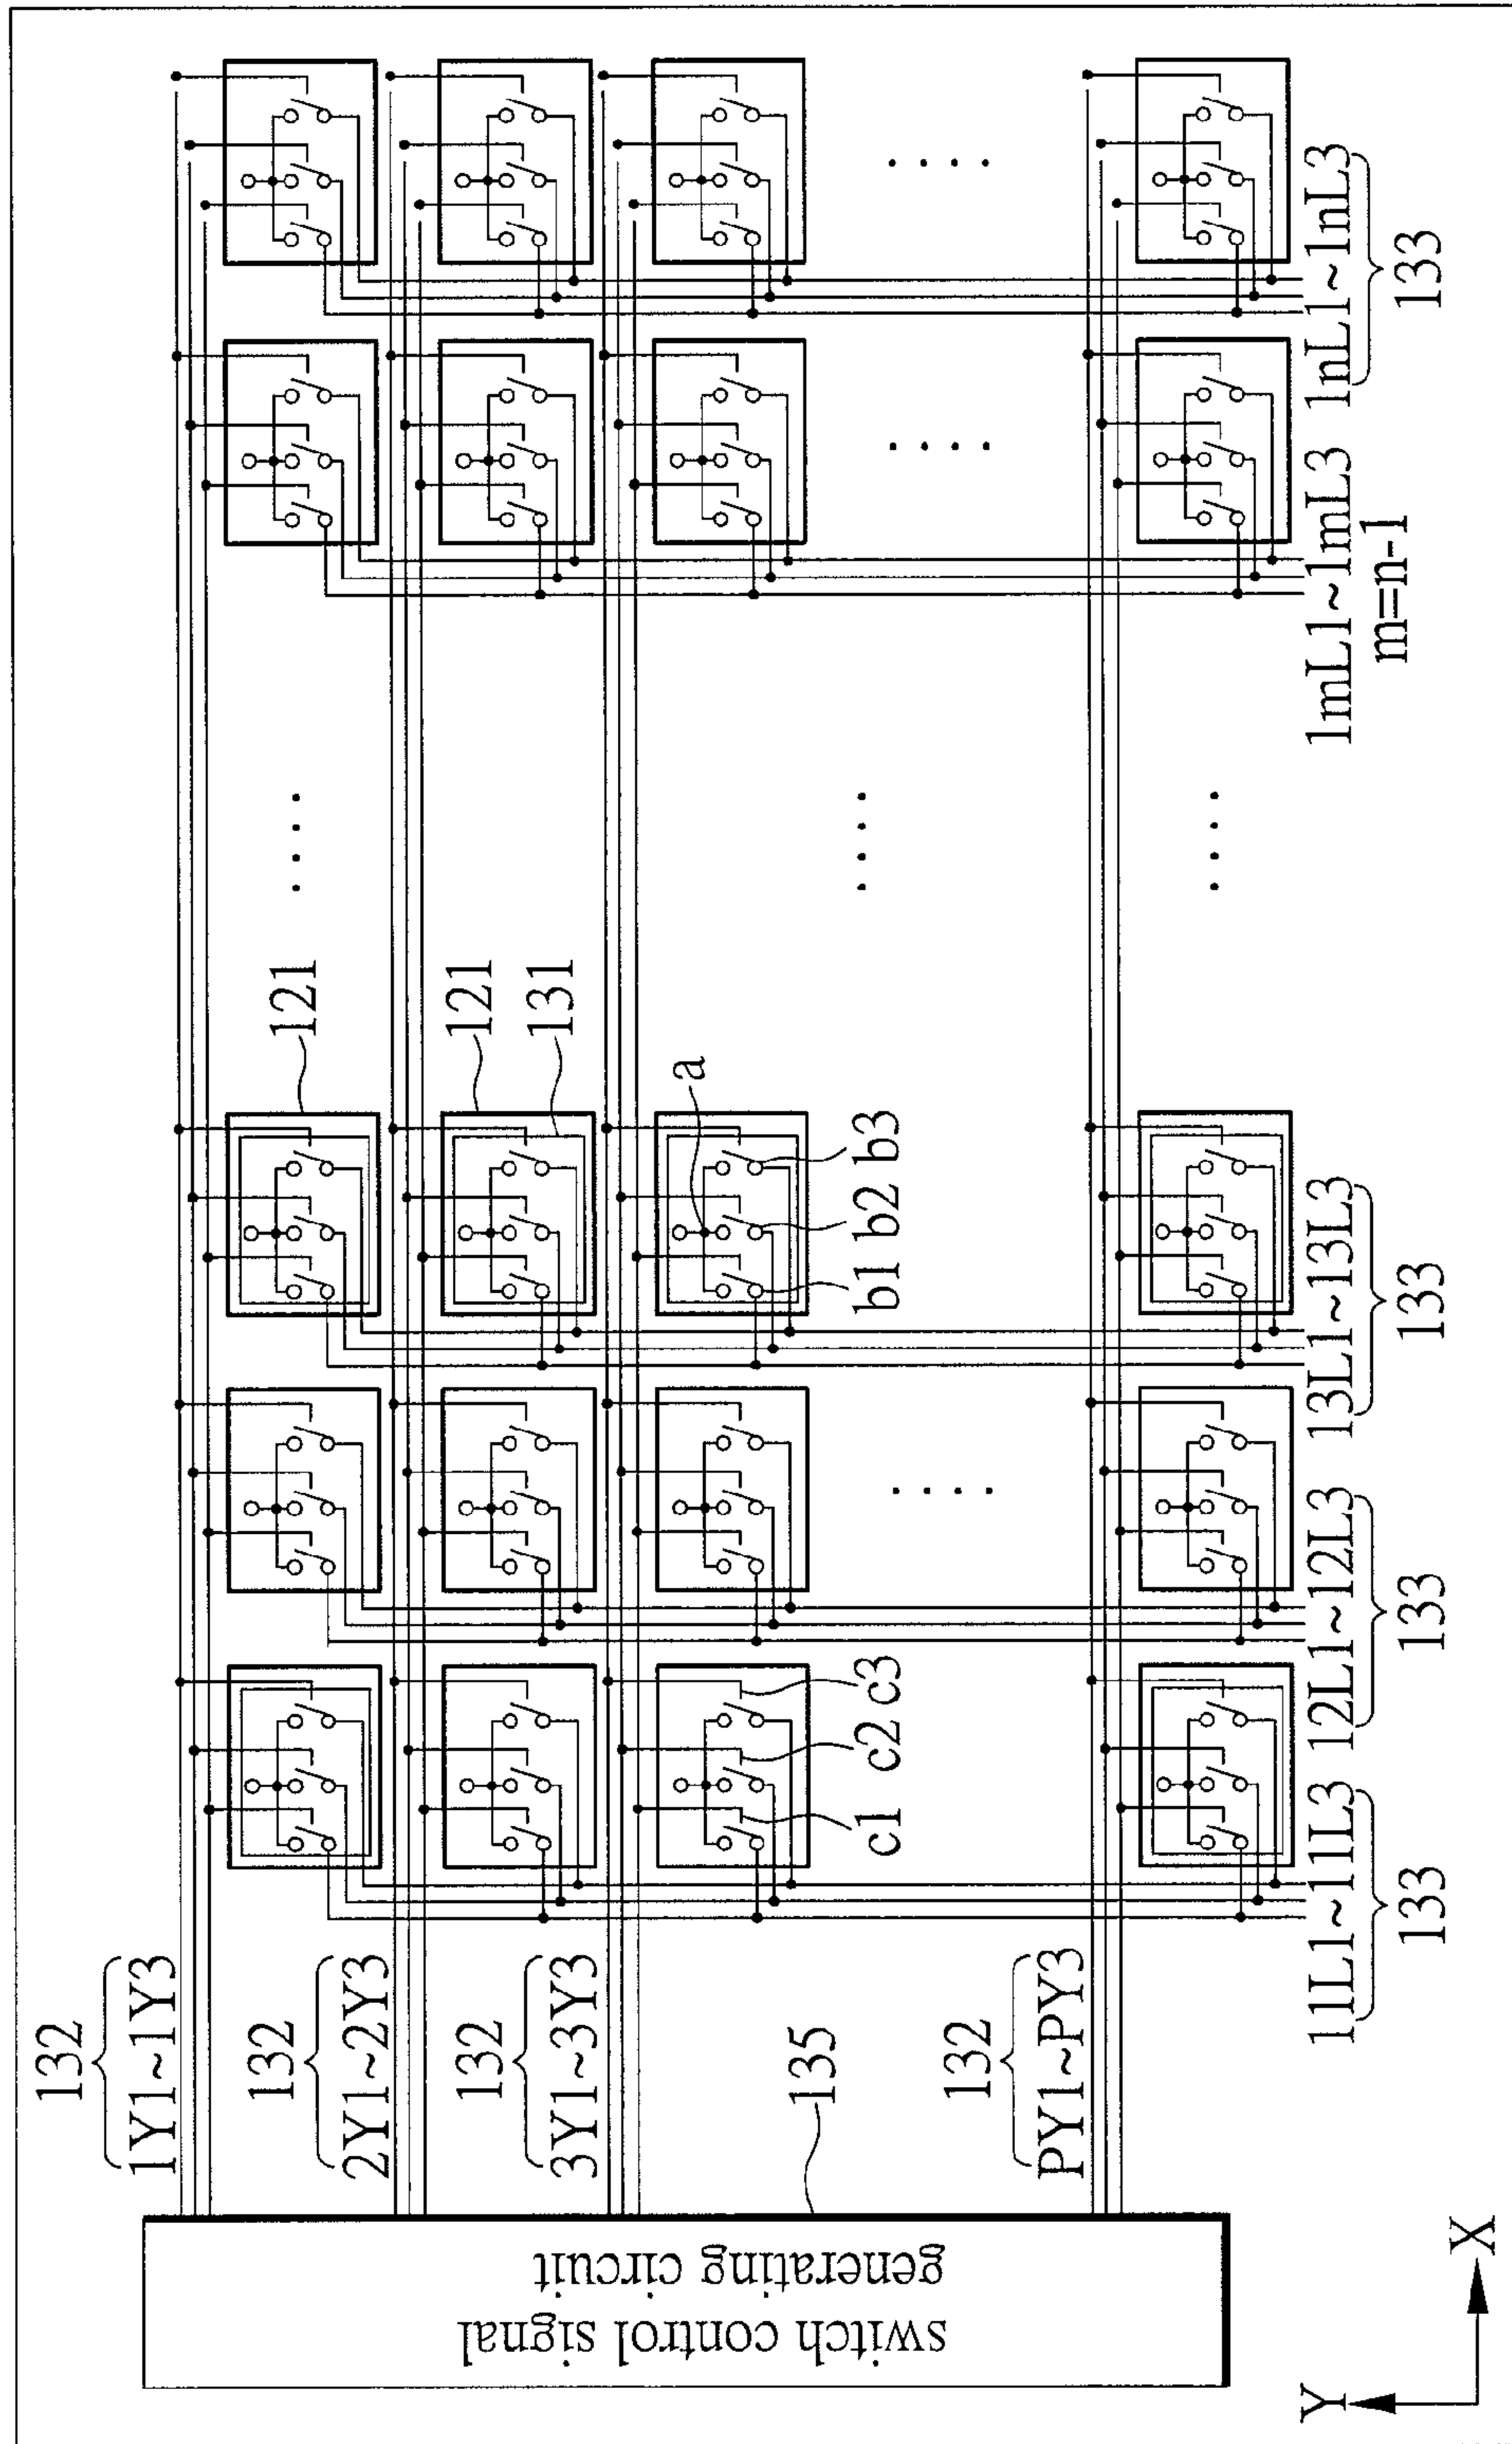 132
1Y1~1Y3
132
2Y1~2Y3
132
3Y1~3Y3
132
PY1~PY3
switch control signal
generating circuit
135
121
121
131
a
b1 b2 b3
c1 c2 c3
11L1~11L3
133
12L1~12L3
133
13L1~13L3
133
1mL1~1mL3
m=n-1
1nL1~1nL3
133
Y
X